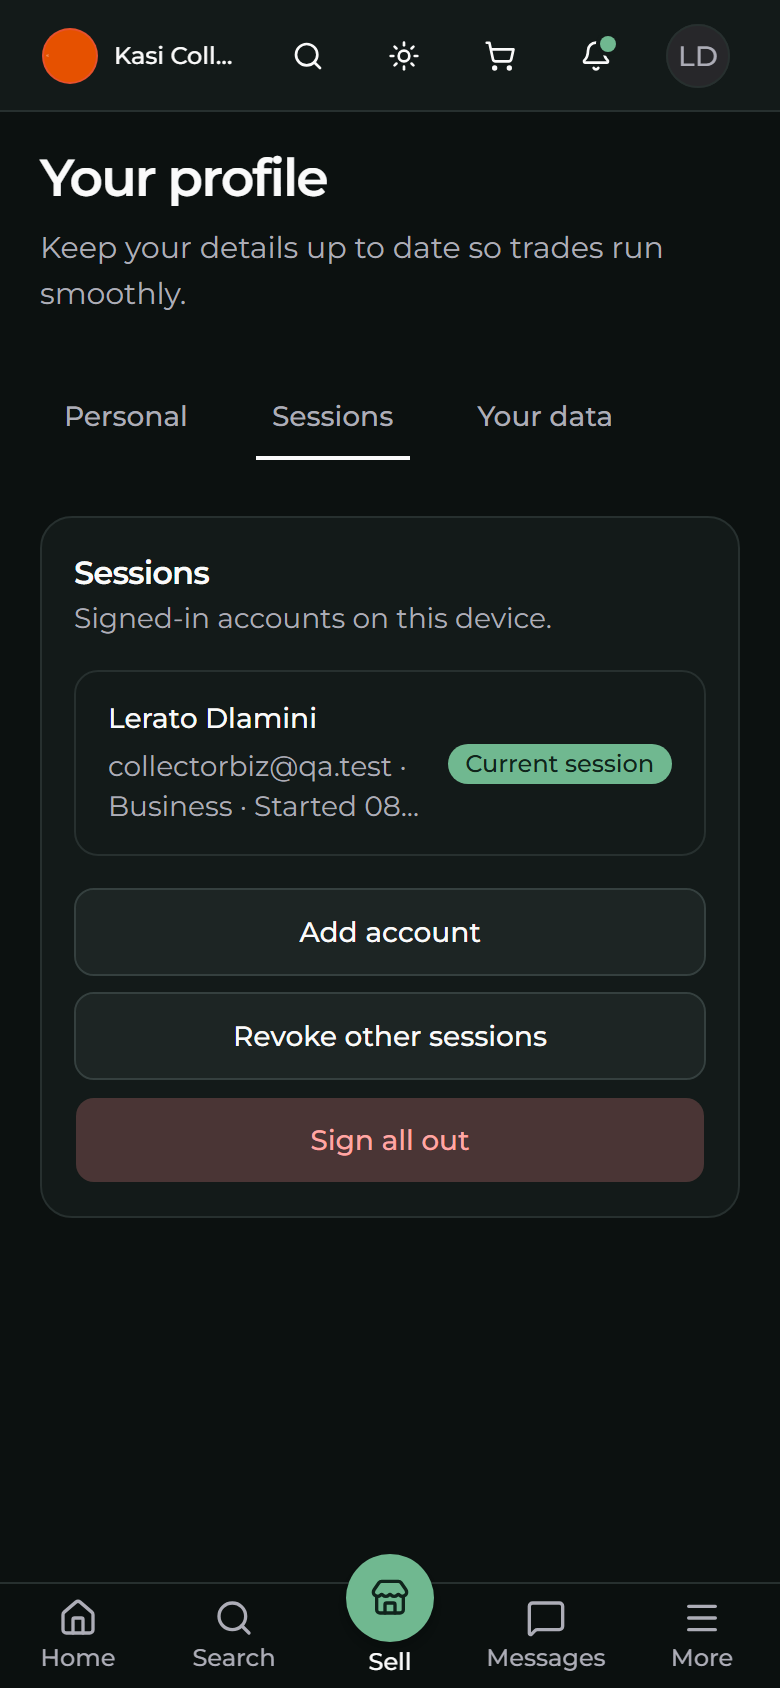 Kasi Coll...
LD
Your profile
Keep your details up to date so trades run
smoothly.
Personal
Sessions
Your data
Sessions
Signed-in accounts on this device.
Lerato Dlamini
collectorbiz@qa.test ·
Business · Started 08...
Current session
Add account
Revoke other sessions
Sign all out
Home
Search
Sell
Messages
More